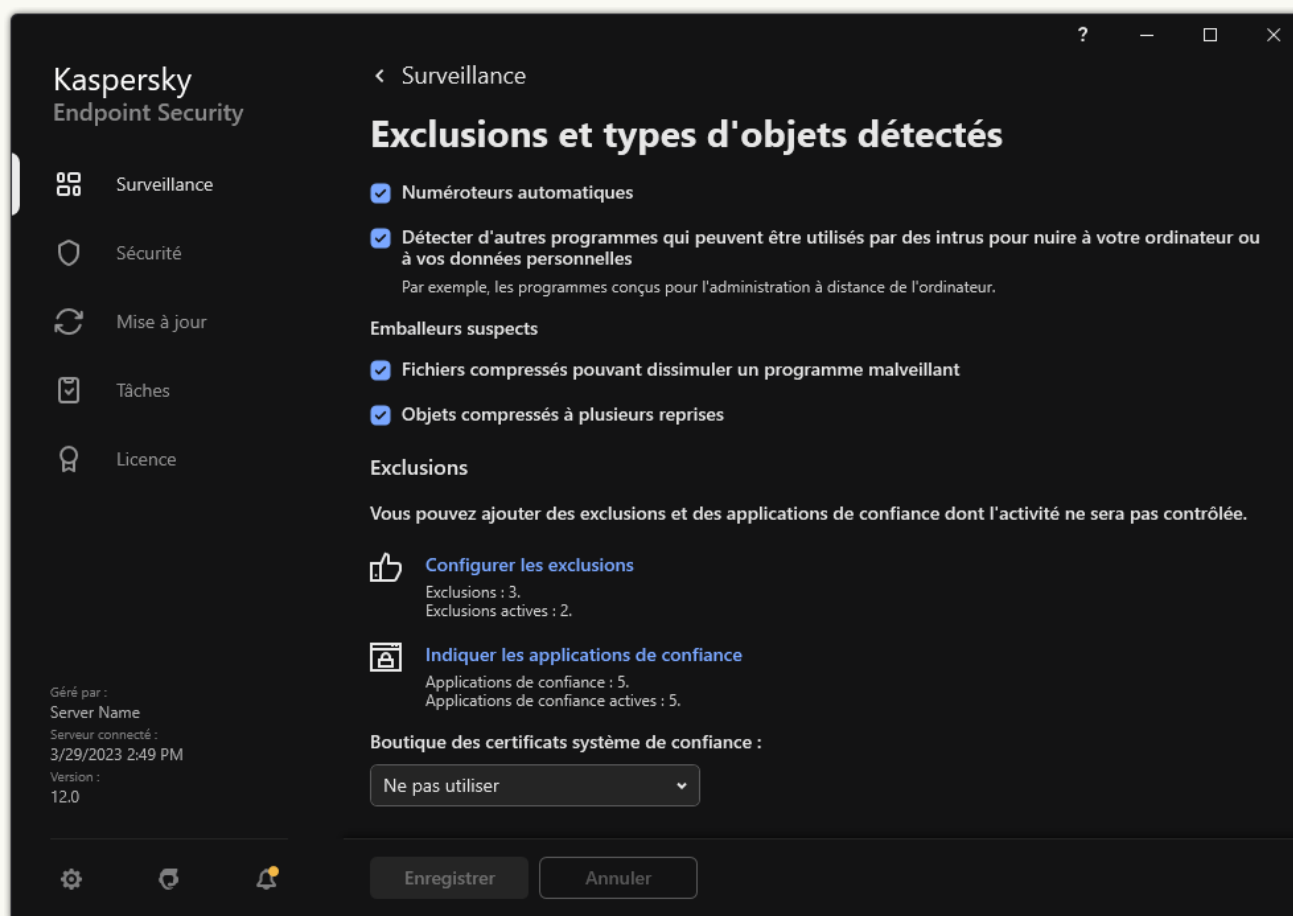 ?
Kaspersky
Endpoint Security
Surveillance
Sécurité
Mise à jour
Tâches
Licence
Géré par :
Server Name
Serveur connecté :
3/29/2023 2:49 PM
Version :
12.0
Surveillance
Exclusions et types d'objets détectés
Numéroteurs automatiques
Détecter d'autres programmes qui peuvent être utilisés par des intrus pour nuire à votre ordinateur ou
à vos données personnelles
Par exemple, les programmes conçus pour l'administration à distance de l'ordinateur.
Emballeurs suspects
Fichiers compressés pouvant dissimuler un programme malveillant
Objets compressés à plusieurs reprises
Exclusions
Vous pouvez ajouter des exclusions et des applications de confiance dont l'activité ne sera pas contrôlée.
Configurer les exclusions
Exclusions : 3.
Exclusions actives : 2.
Indiquer les applications de confiance
Applications de confiance : 5.
Applications de confiance actives : 5.
Boutique des certificats système de confiance :
Ne pas utiliser
Enregistrer
Annuler